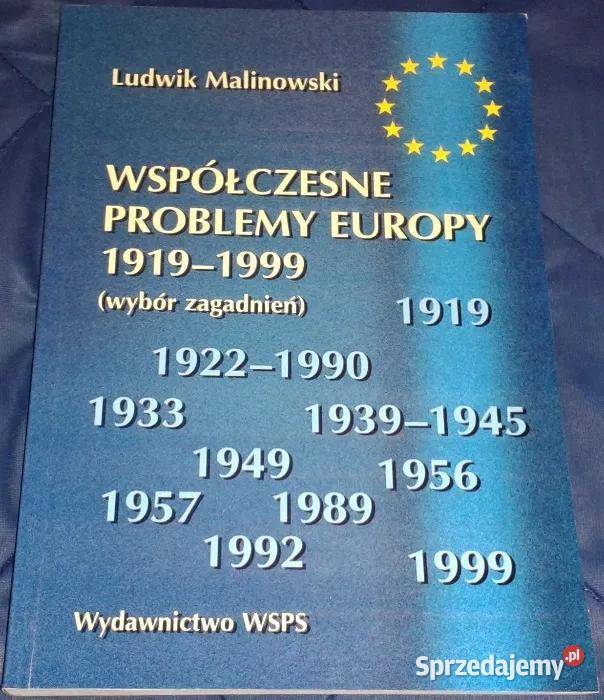 Ludwik Malinowski
WSPÓŁCZESNE
PROBLEMY EUROPY
1919–1999
(wybór zagadnień)
1919
1922–1990
1933 1939–1945
1949 1956
1957 1989
1992 1999
Wydawnictwo WSPS
Sprzedajemy.pl